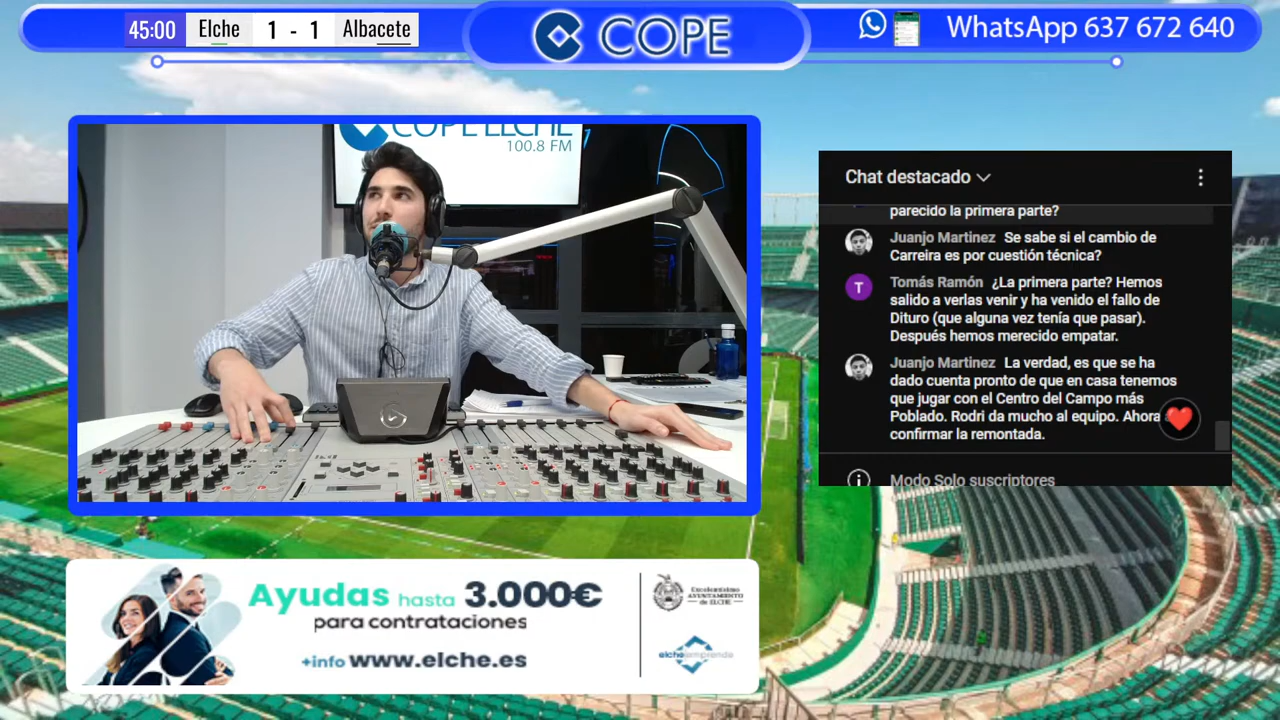 45:00 Elche 1 - 1 Albacete
COPE
WhatsApp 637 672 640
COPE ELCHE
100.8 FM
Chat destacado
parecido la primera parte?
Juanjo Martinez Se sabe si el cambio de
Carreira es por cuestión técnica?
T
Tomás Ramón ¿La primera parte? Hemos
salido a verlas venir y ha venido el fallo de
Dituro (que alguna vez tenía que pasar).
Después hemos merecido empatar.
Juanjo Martinez La verdad, es que se ha
dado cuenta pronto de que en casa tenemos
que jugar con el Centro del Campo más
Poblado. Rodri da mucho al equipo. Ahora
confirmar la remontada.
Modo Solo suscriptores
Ayudas hasta 3.000€
para contrataciones
+info www.elche.es
Excelentísimo
AYUNTAMIENTO
de ELCHE
elcheemprende